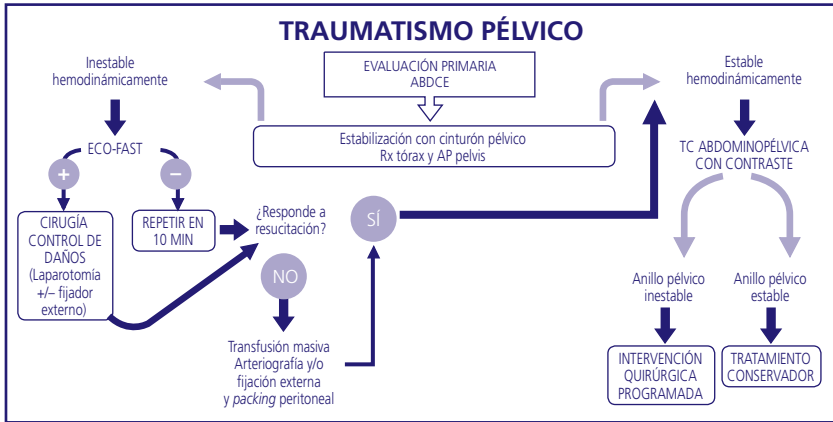 TRAUMATISMO PÉLVICO
EVALUACIÓN PRIMARIA
ABDCE
Estabilización con cinturón pélvico
Rx tórax y AP pelvis
Inestable
hemodinámicamente
ECO-FAST
+
–
CIRUGÍA
CONTROL DE
DAÑOS
(Laparotomía
+/– fijador
externo)
REPETIR EN
10 MIN
¿Responde a
resucitación?
SÍ
NO
Transfusión masiva
Arteriografía y/o
fijación externa
y packing peritoneal
Estable
hemodinámicamente
TC ABDOMINOPÉLVICA
CON CONTRASTE
Anillo pélvico
inestable
Anillo pélvico
estable
INTERVENCIÓN
QUIRÚRGICA
PROGRAMADA
TRATAMIENTO
CONSERVADOR